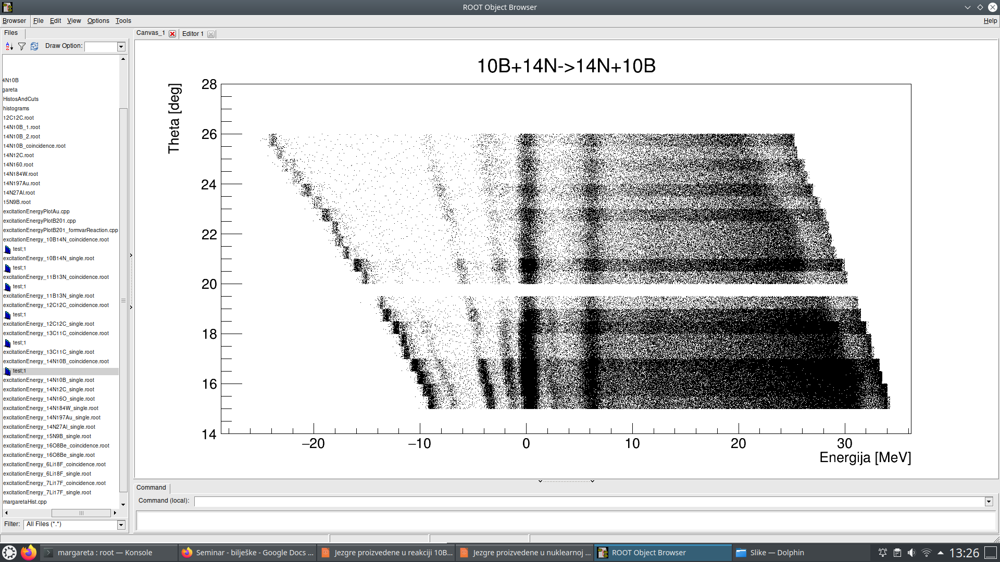 ROOT Object Browser
Browser File Edit View Options Tools Help
Files
Canvas_1 Editor 1
Draw Option:
4N10B
gareta
HistosAndCuts
histograms
12C12C.root
14N10B_1.root
14N10B_2.root
14N10B_coincidence.root
14N12C.root
14N160.root
14N184W.root
14N197Au.root
14N27Al.root
15N9B.root
excitationEnergyPlotAu.cpp
excitationEnergyPlotB201.cpp
excitationEnergyPlotB201_formvarReaction.cpp
excitationEnergy_10B14N_coincidence.root
test;1
excitationEnergy_10B14N_single.root
test;1
excitationEnergy_11B13N_coincidence.root
test;1
excitationEnergy_11B13N_single.root
excitationEnergy_12C12C_coincidence.root
test;1
excitationEnergy_12C12C_single.root
excitationEnergy_13C11C_coincidence.root
test;1
excitationEnergy_13C11C_single.root
excitationEnergy_14N10B_coincidence.root
test;1
excitationEnergy_14N10B_single.root
excitationEnergy_14N12C_single.root
excitationEnergy_14N16O_single.root
excitationEnergy_14N184W_single.root
excitationEnergy_14N197Au_single.root
excitationEnergy_14N27Al_single.root
excitationEnergy_15N9B_single.root
excitationEnergy_16O8Be_coincidence.root
excitationEnergy_16O8Be_single.root
excitationEnergy_6Li18F_coincidence.root
excitationEnergy_6Li18F_single.root
excitationEnergy_7Li17F_coincidence.root
excitationEnergy_7Li17F_single.root
margaretaHist.cpp
Filter: All Files (*.*)
10B+14N->14N+10B
Theta [deg]
28
26
24
22
20
18
16
14
−20 −10 0 10 20 30
Energija [MeV]
Command
Command (local):
margareta : root — Konsole
Seminar - bilješke - Google Docs ...
Jezgre proizvedene u reakciji 10B...
Jezgre proizvedene u nuklearnoj ...
ROOT Object Browser
Slike — Dolphin
13:26